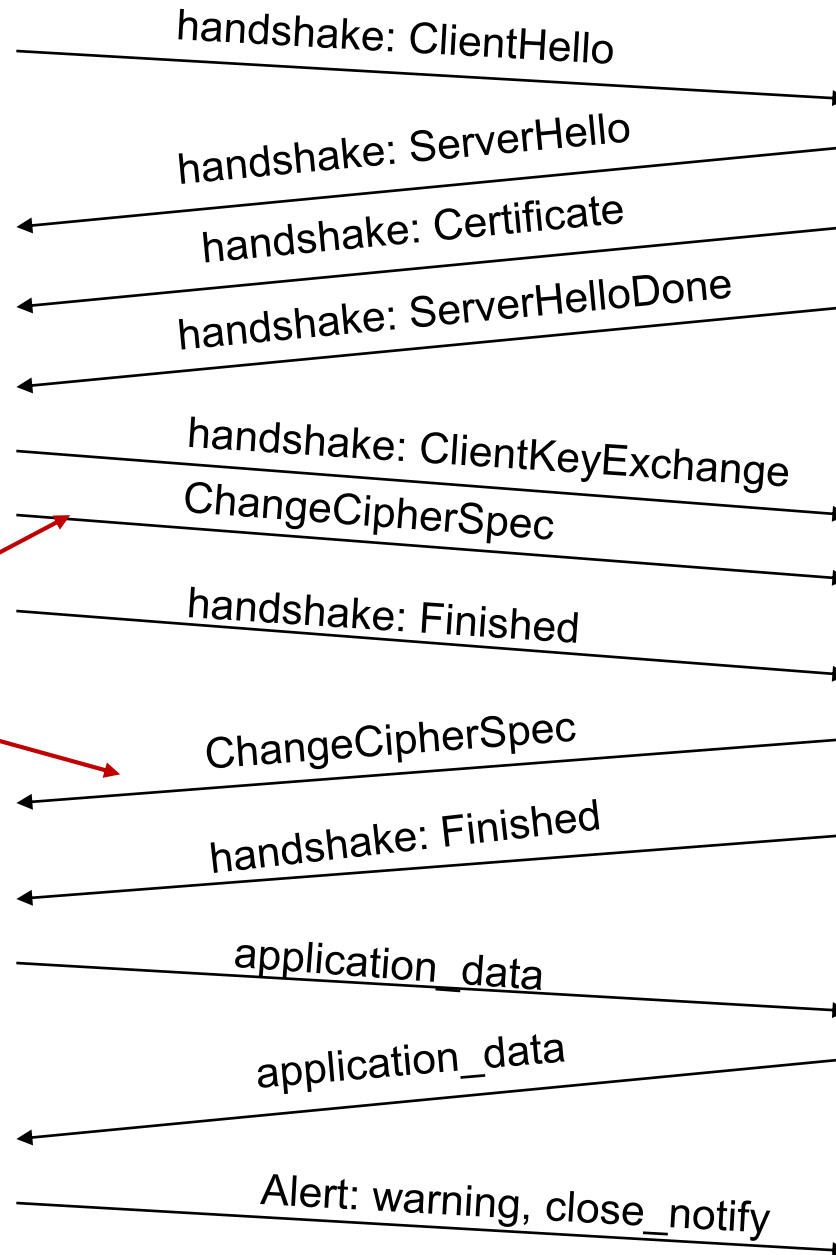 handshake: ClientHello
handshake: ServerHello
handshake: Certificate
handshake: ServerHelloDone
handshake: ClientKeyExchange
ChangeCipherSpec
handshake: Finished
ChangeCipherSpec
handshake: Finished
application_data
application_data
Alert: warning, close_notify